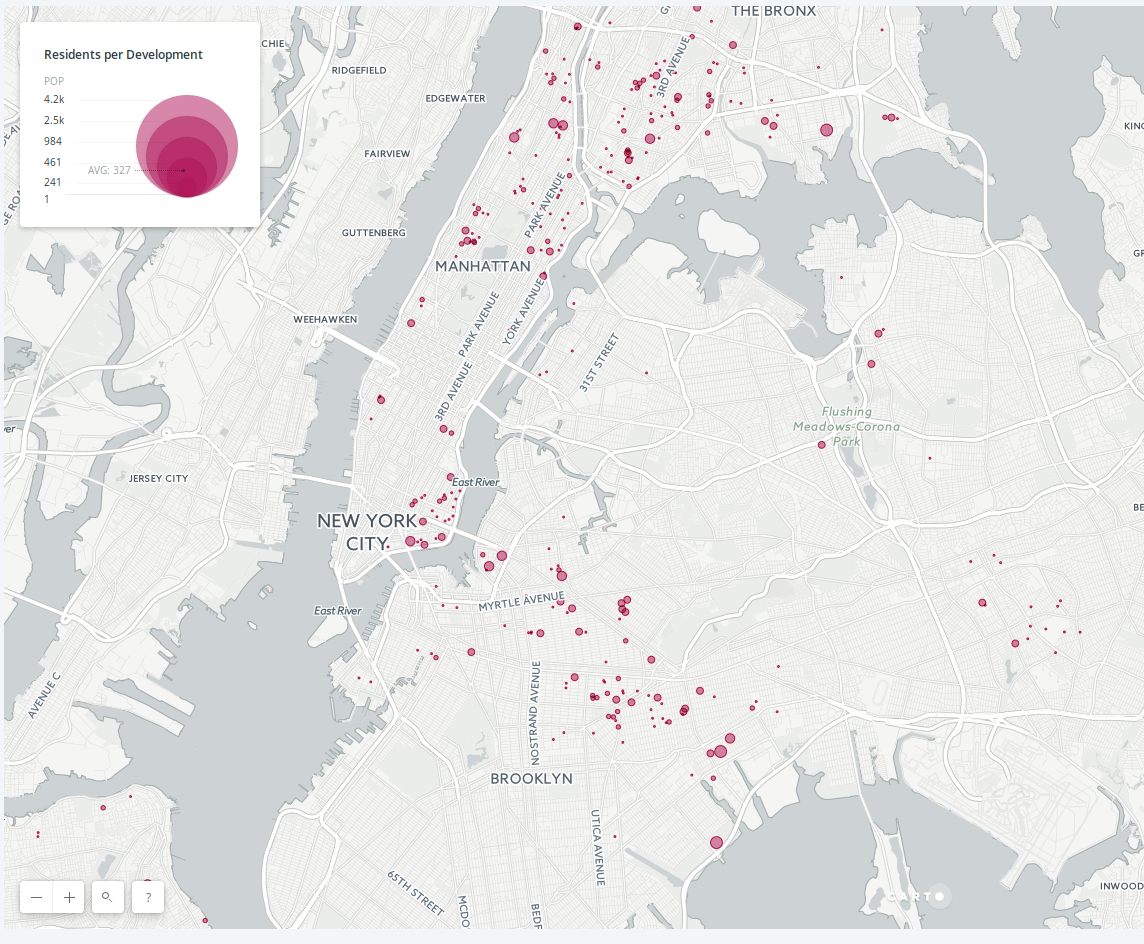 Residents per Development
POP
4.2k
2.5k
984
461
AVG: 327
241
1
THE BRONX
RIDGEFIELD
EDGEWATER
3RD AVENUE
FAIRVIEW
PARK AVENUE
GUTTENBERG
MANHATTAN
WEEHAWKEN
PARK AVENUE
YORK AVENUE
31ST STREET
3RD AVENUE
Flushing
Meadows-Corona
Park
JERSEY CITY
East River
NEW YORK
CITY
MYRTLE AVENUE
East River
AVENUE C
NOSTRAND AVENUE
BROOKLYN
UTICA AVENUE
65TH STREET
INWOOD
CARTO
− + ?